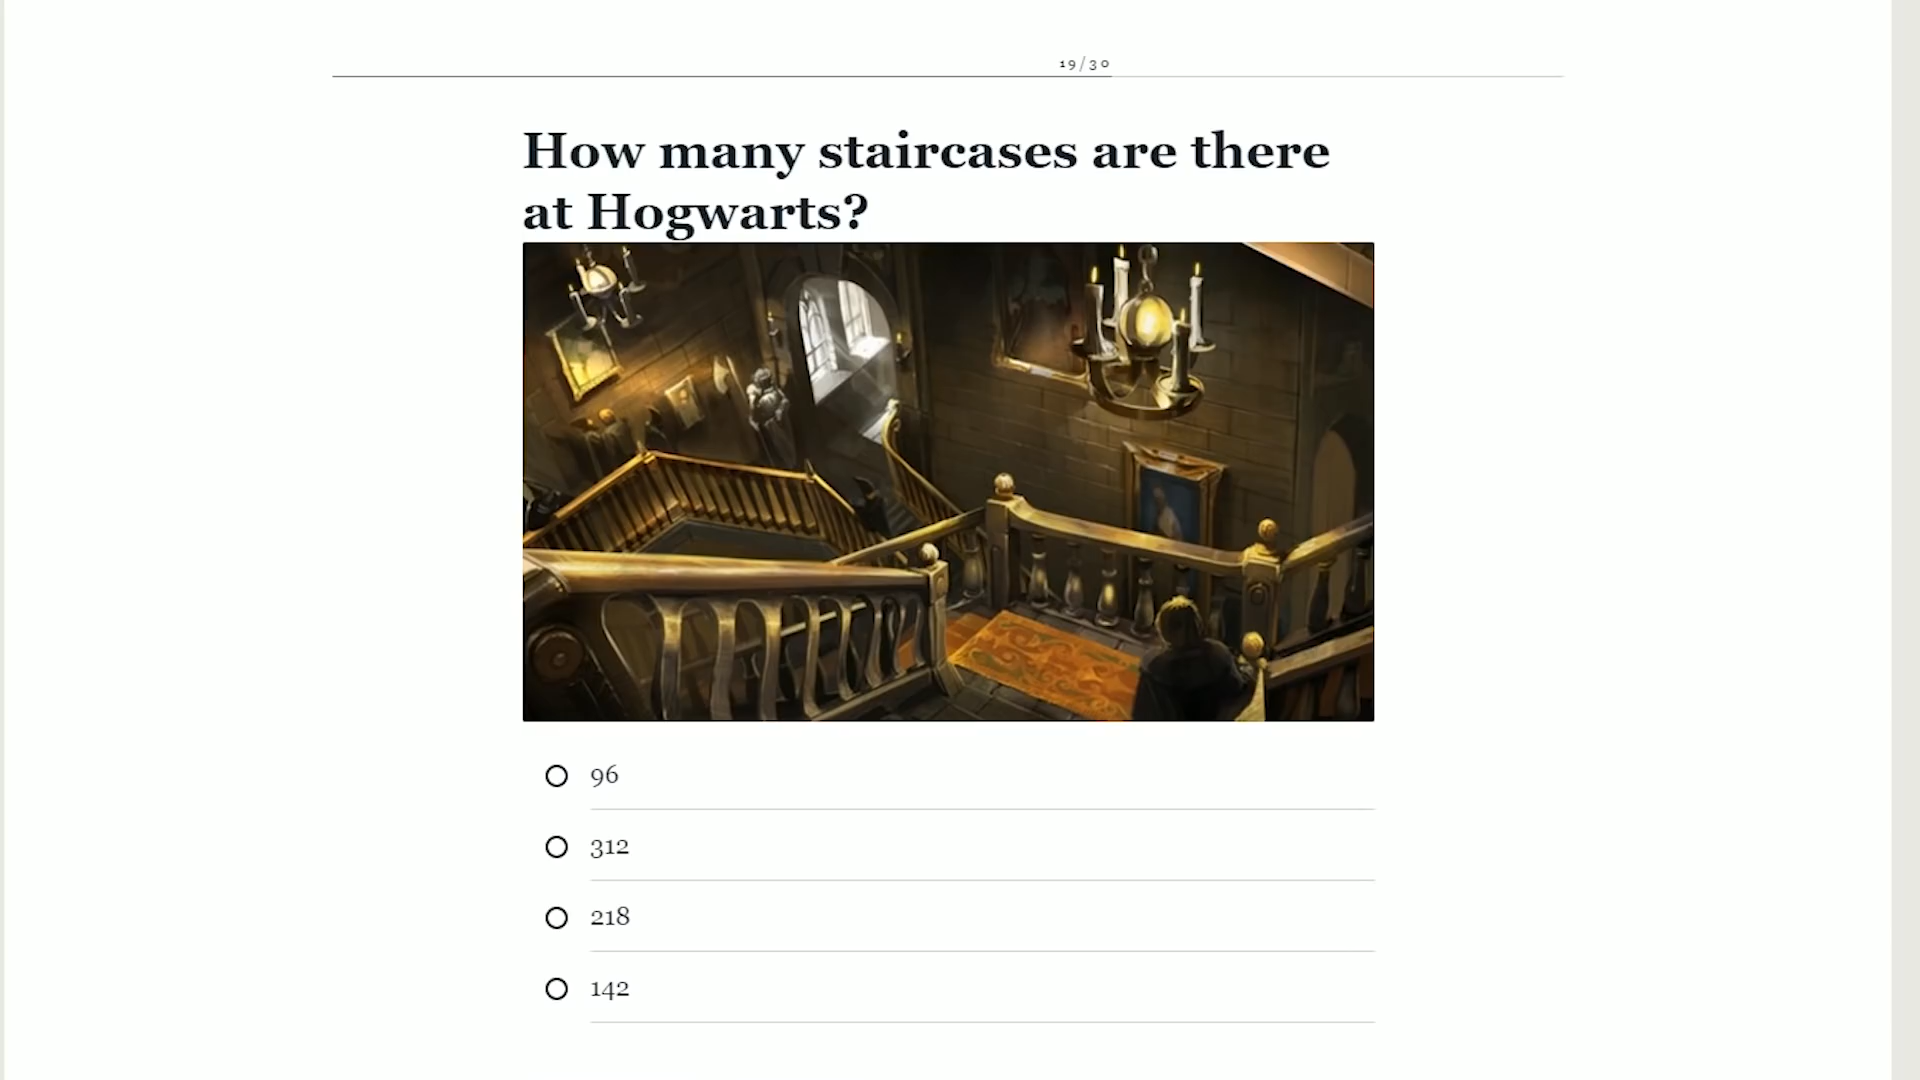 19/30
How many staircases are there
at Hogwarts?
96
312
218
142